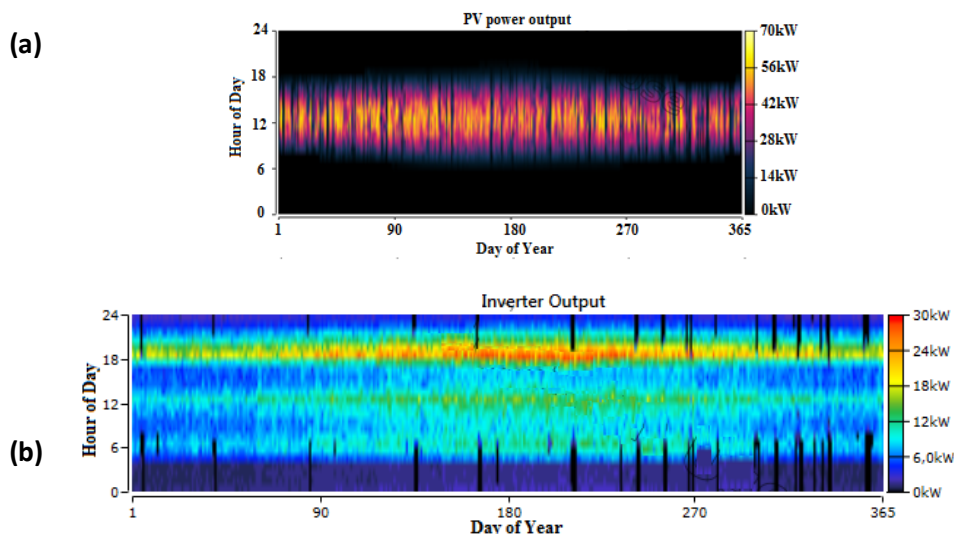 (a)
PV power output
24
18
12
6
0
Hour of Day
1 90 180 270 365
Day of Year
70kW
56kW
42kW
28kW
14kW
0kW
(b)
Inverter Output
24
18
12
6
0
Hour of Day
1 90 180 270 365
Day of Year
30kW
24kW
18kW
12kW
6,0kW
0kW